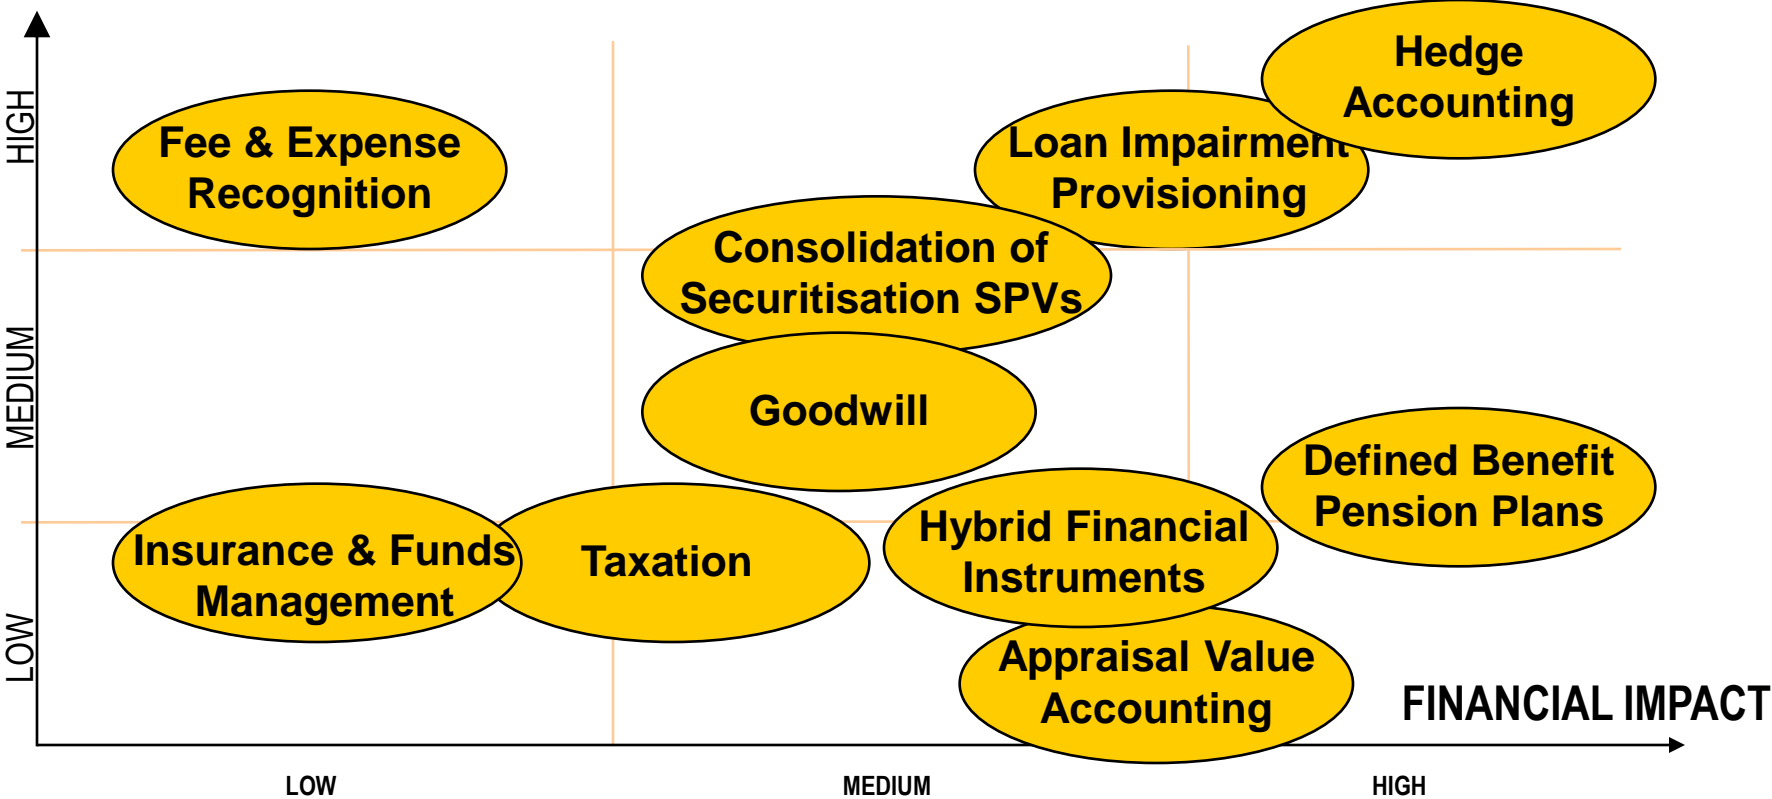 Hedge
Accounting
HIGH
Fee & Expense
Recognition
Loan Impairment
Provisioning
Consolidation of
Securitisation SPVs
MEDIUM
Goodwill
Defined Benefit
Pension Plans
Insurance & Funds
Management
Taxation
Hybrid Financial
Instruments
LOW
Appraisal Value
Accounting
FINANCIAL IMPACT
LOW
MEDIUM
HIGH